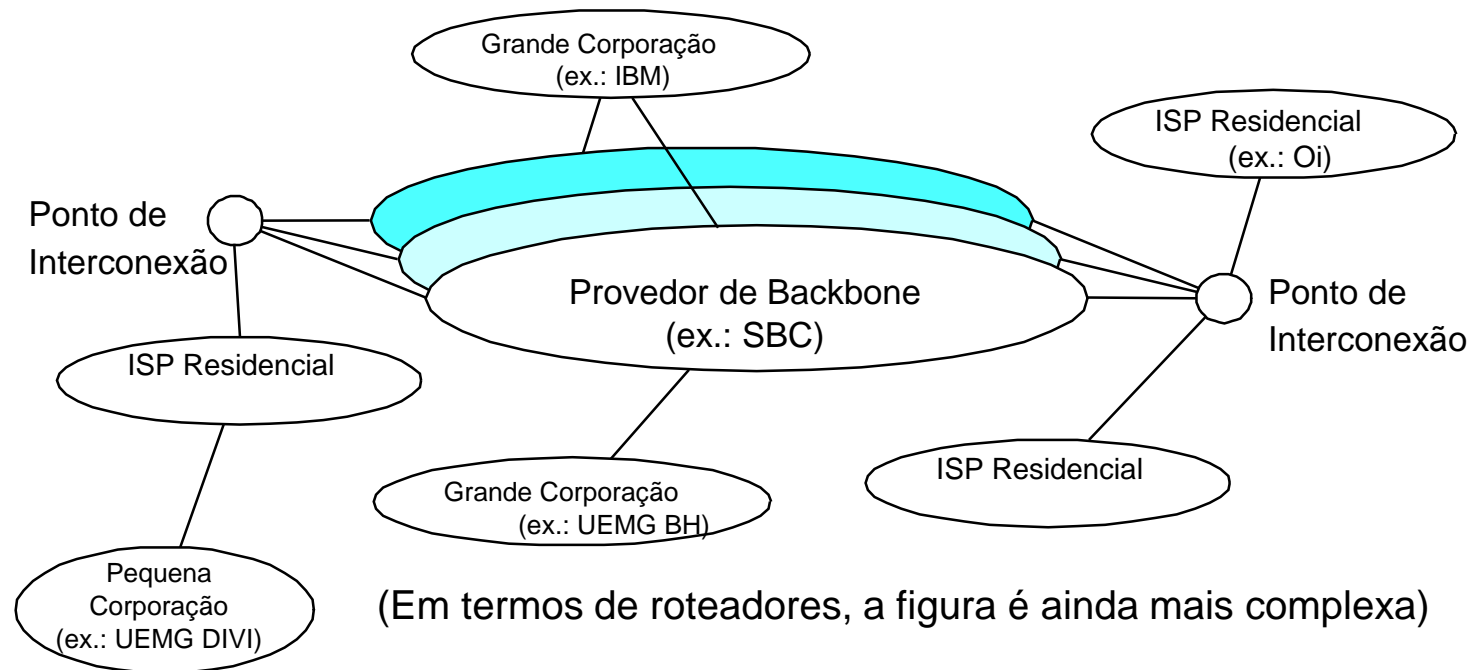 Grande Corporação
(ex.: IBM)
ISP Residencial
(ex.: Oi)
Ponto de
Interconexão
Provedor de Backbone
(ex.: SBC)
Ponto de
Interconexão
ISP Residencial
ISP Residencial
Grande Corporação
(ex.: UEMG BH)
Pequena
Corporação
(ex.: UEMG DIVI)
(Em termos de roteadores, a figura é ainda mais complexa)